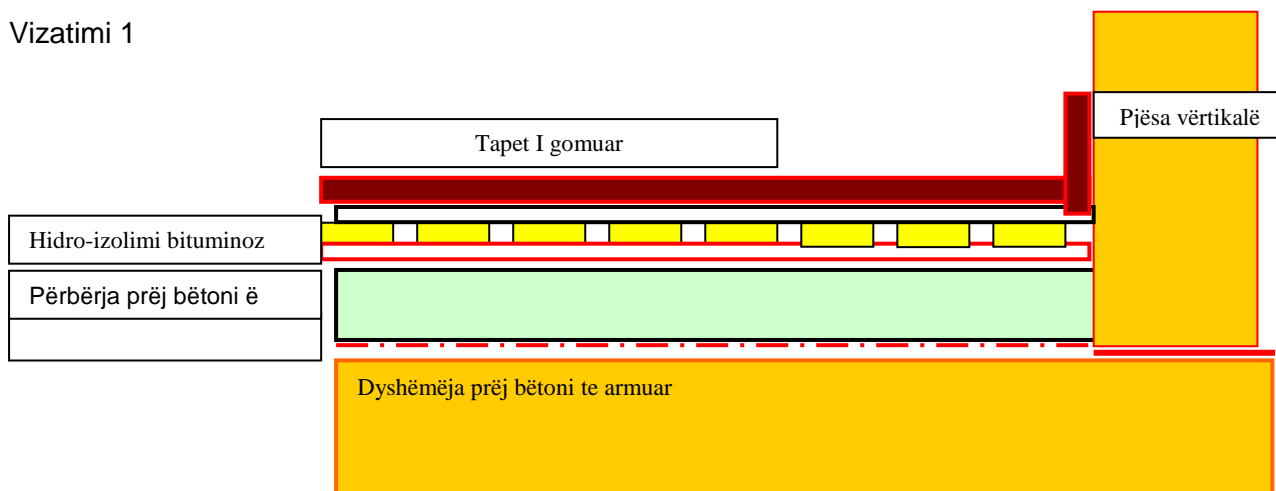 Vizatimi 1
Pjësa vërtikalë
Tapet I gomuar
Hidro-izolimi bituminoz
Përbërja prëj bëtoni ë
Dyshëmëja prëj bëtoni te armuar